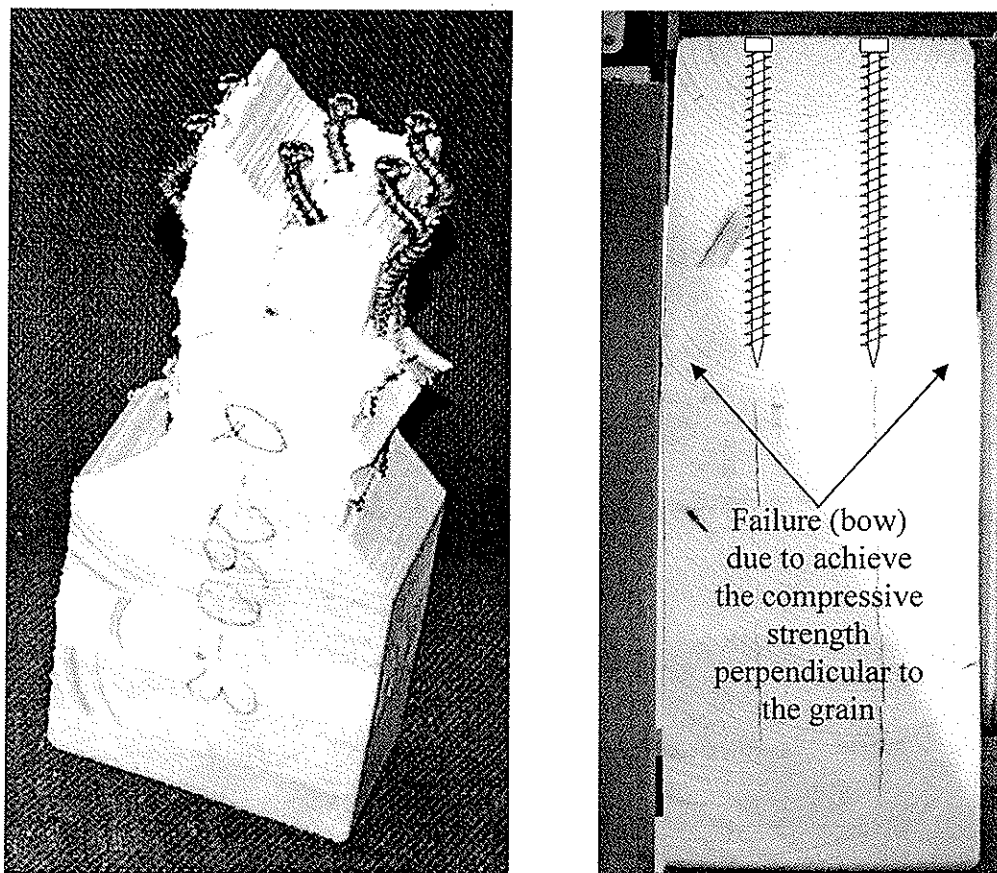 Failure (bow)
due to achieve
the compressive
strength
perpendicular to
the grain